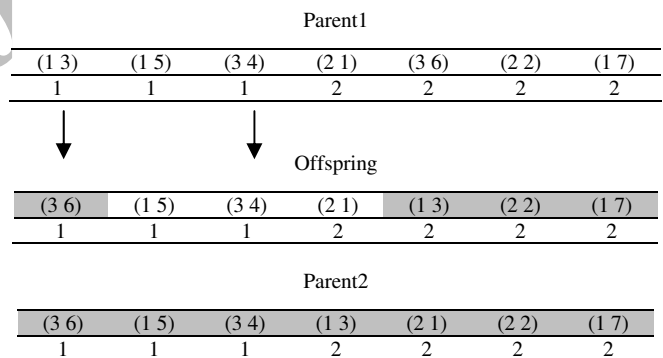 Parent1
(1 3) (1 5) (3 4) (2 1) (3 6) (2 2) (1 7)
1 1 1 2 2 2 2
Offspring
(3 6) (1 5) (3 4) (2 1) (1 3) (2 2) (1 7)
1 1 1 2 2 2 2
Parent2
(3 6) (1 5) (3 4) (1 3) (2 1) (2 2) (1 7)
1 1 1 2 2 2 2